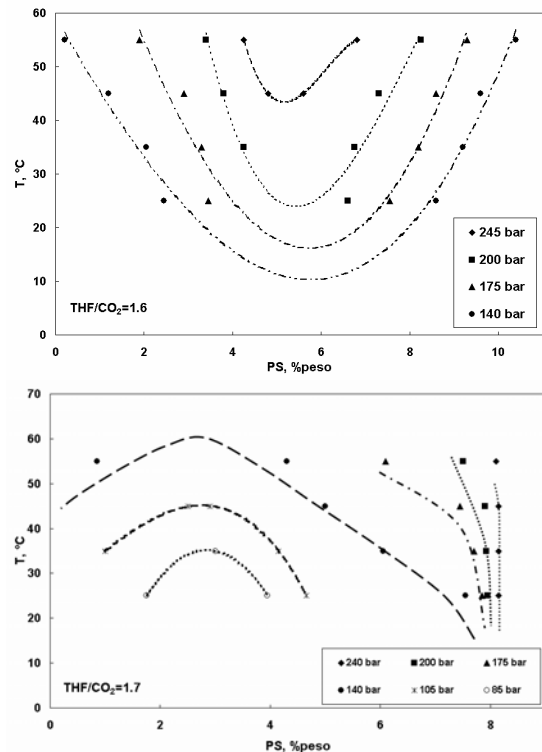 60
50
40
30
20
10
0
T, °C
245 bar
200 bar
175 bar
140 bar
THF/CO₂=1.6
0 2 4 6 8 10
PS, %peso
70
60
50
40
30
20
10
0
T, °C
240 bar 200 bar 175 bar
140 bar 105 bar 85 bar
THF/CO₂=1.7
0 2 4 6 8
PS, %peso